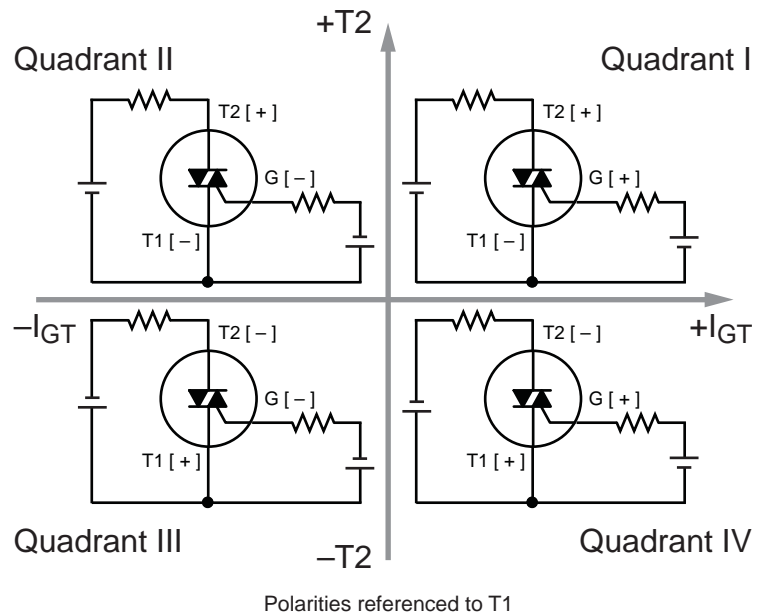 +T2
Quadrant II
Quadrant I
T2 [ + ]
G [ – ]
T1 [ – ]
T2 [ + ]
G [ + ]
T1 [ – ]
–IGT
+IGT
T2 [ – ]
G [ – ]
T1 [ + ]
T2 [ – ]
G [ + ]
T1 [ + ]
Quadrant III
–T2
Quadrant IV
Polarities referenced to T1